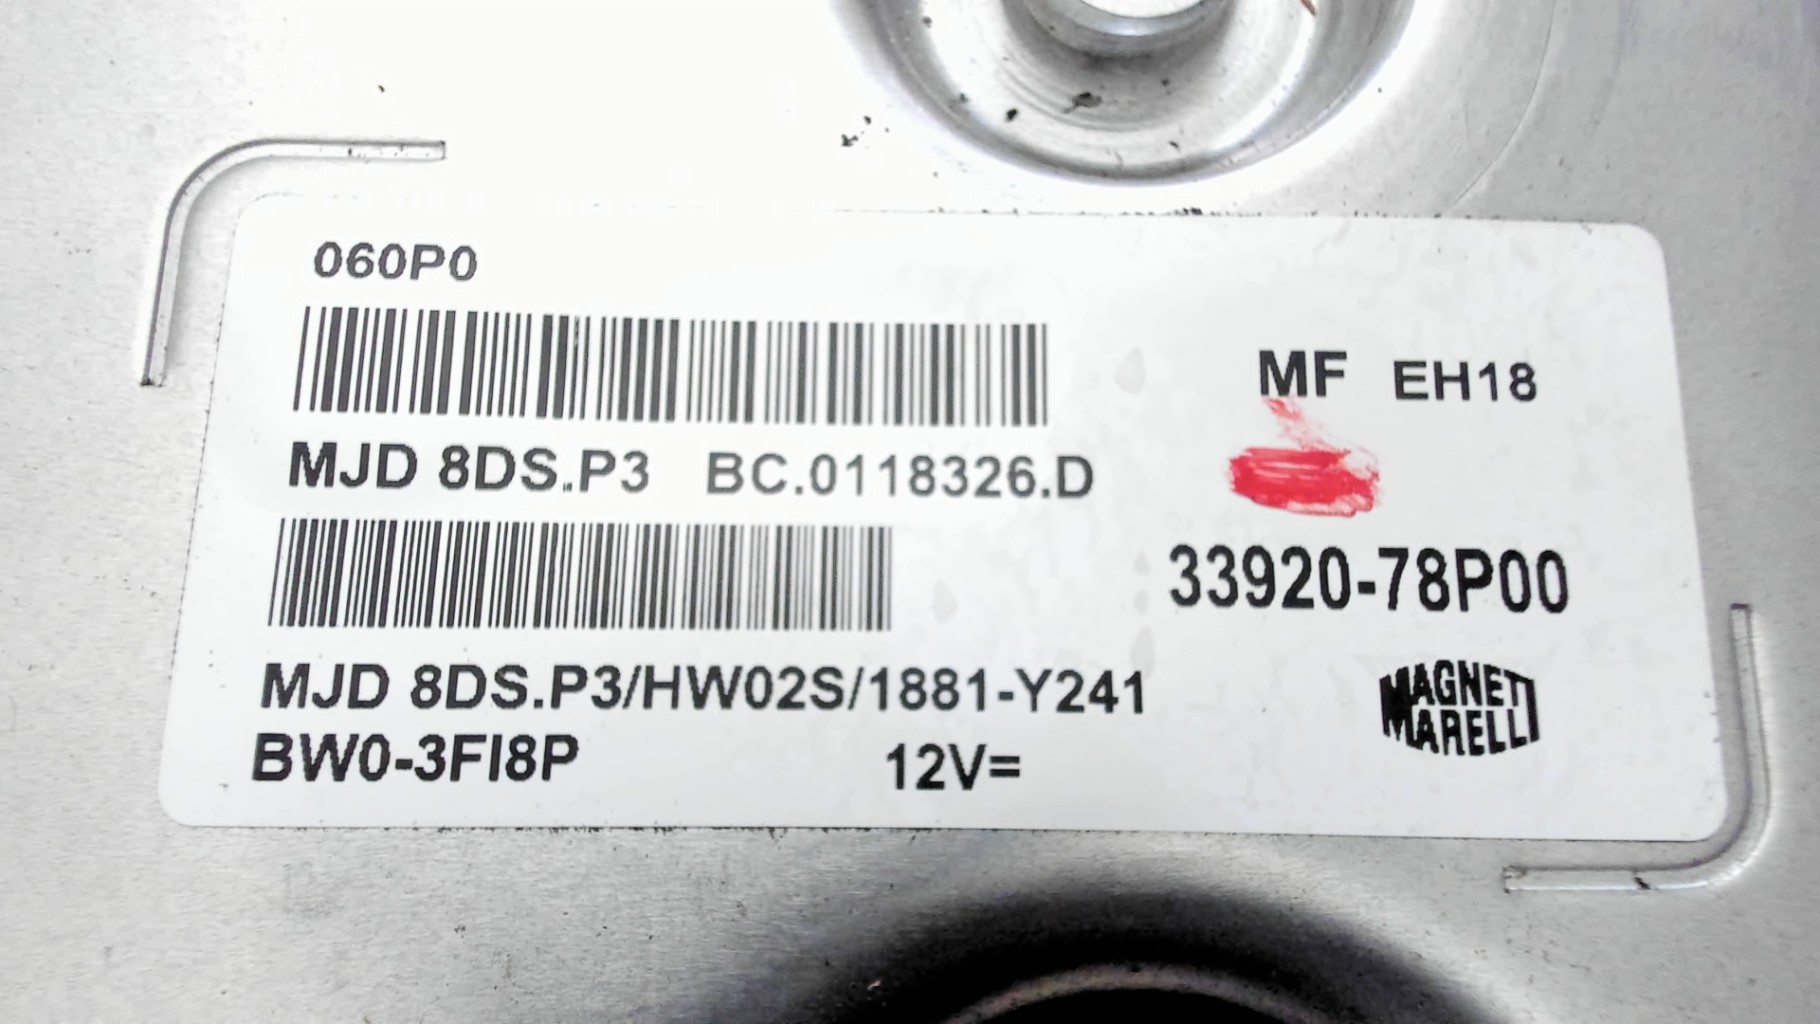 060P0
MF EH18
MJD 8DS.P3 BC.0118326.D
33920-78P00
MJD 8DS.P3/HW02S/1881-Y241
MAGNETI
MARELLI
BW0-3FI8P 12V=